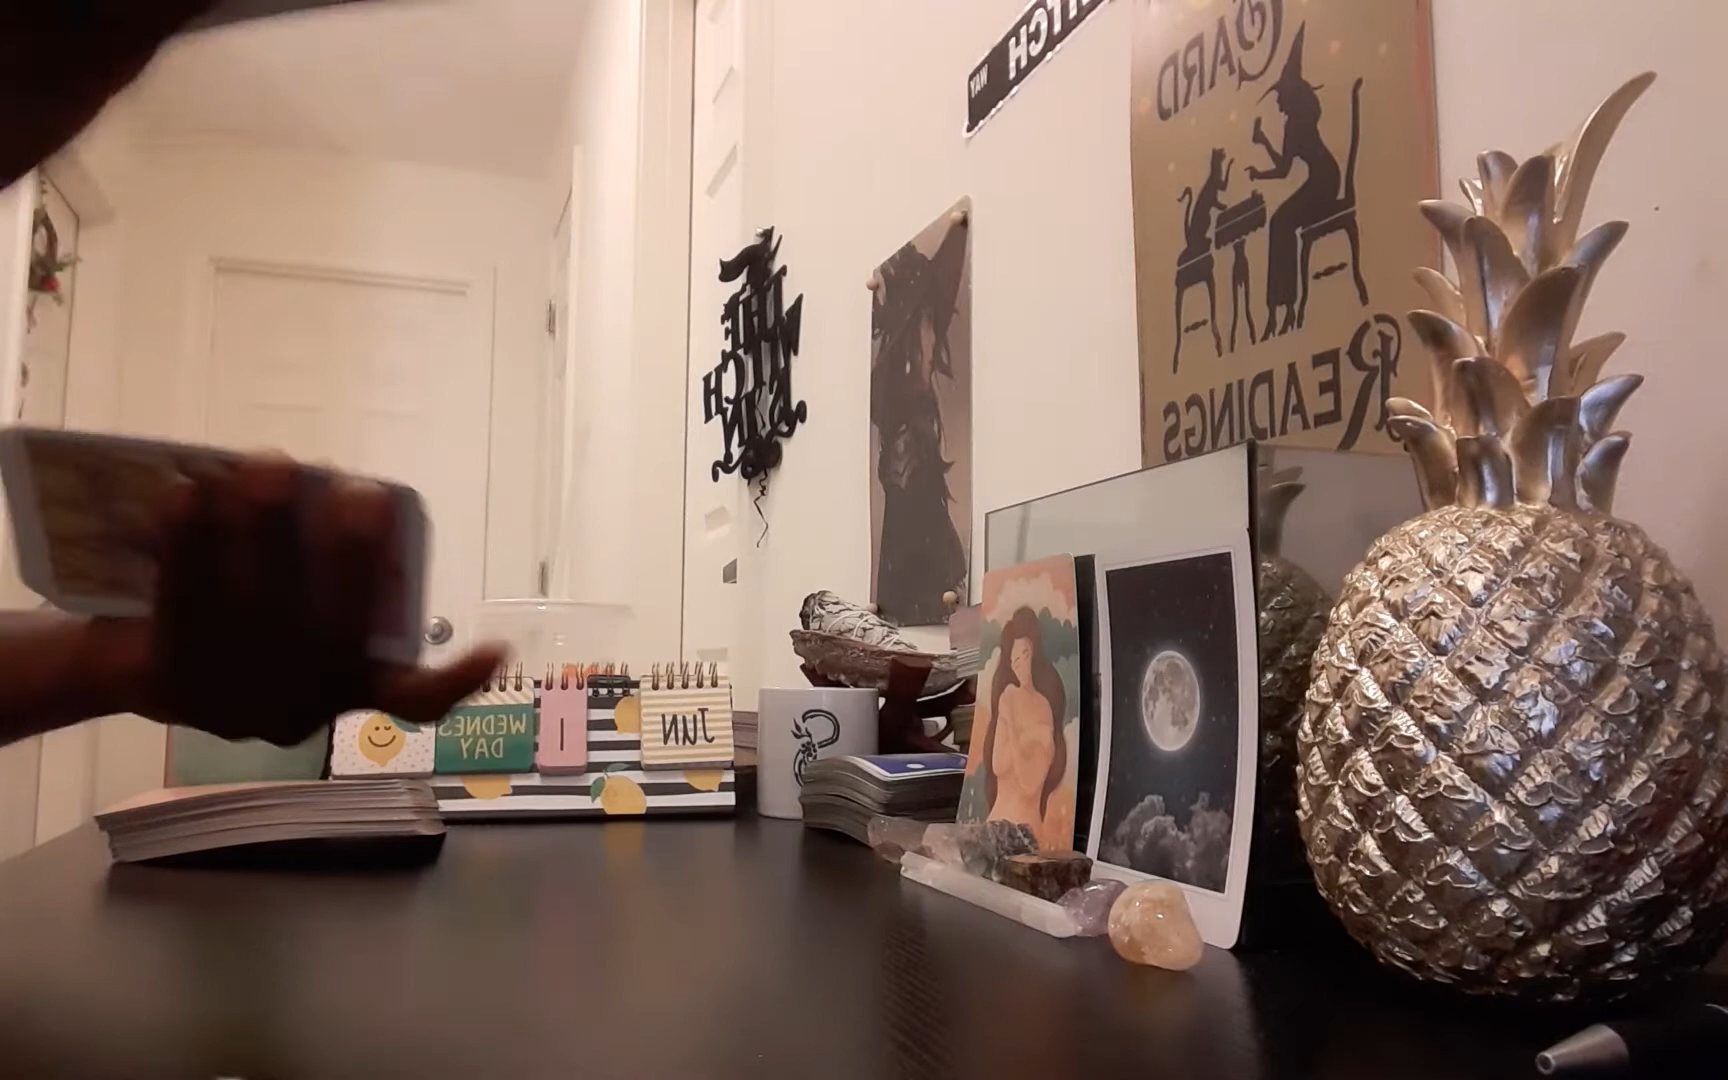 ITCH
WAY
CARD
READINGS
THE
WITCH
IS IN
JUN
1
WEDNES
DAY